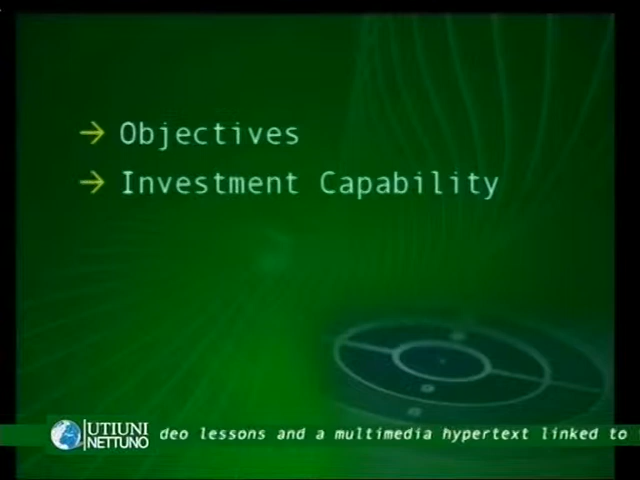 → Objectives
→ Investment Capability
UTIUNI
NETTUNO
deo lessons and a multimedia hypertext linked to